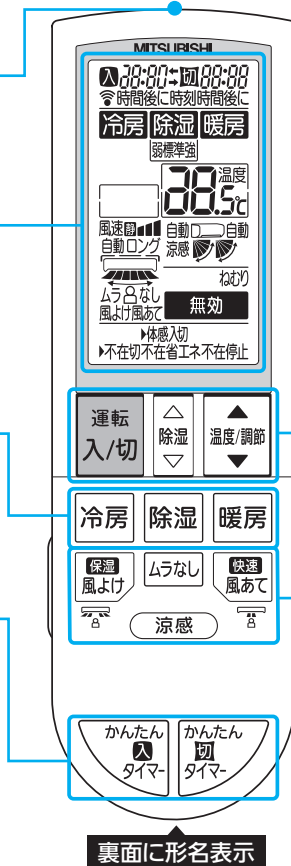 MITSUBISHI
入88:88⇆切88:88
時間後に時刻時間後に
冷房 除湿 暖房
弱標準強
温度
38.5℃
風速静 自動 自動
自動ロング 涼感
ねむり
ムラ なし
風よけ風あて
無効
▶体感入切
▶不在切不在省エネ不在停止
運転
入/切
△
除湿
▽
▲
温度/調節
▼
冷房 除湿 暖房
保湿
風よけ
ムラなし
快速
風あて
涼感
かんたん
入
タイマー
かんたん
切
タイマー
裏面に形名表示